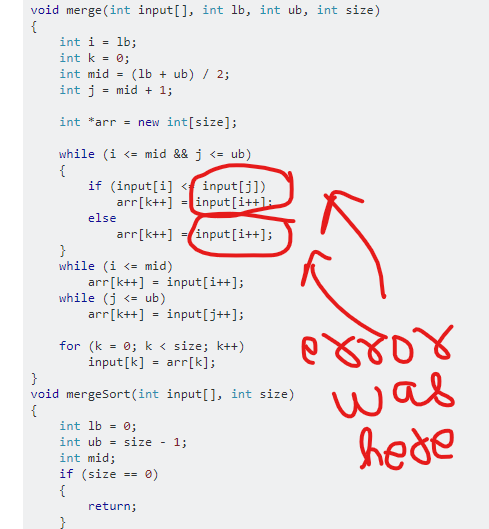 void merge(int input[], int lb, int ub, int size)
{
int i = lb;
int k = 0;
int mid = (lb + ub) / 2;
int j = mid + 1;
int *arr = new int[size];
while (i <= mid && j <= ub)
{
if (input[i] <= input[j])
arr[k++] = input[i++];
else
arr[k++] = input[i++];
}
while (i <= mid)
arr[k++] = input[i++];
while (j <= ub)
arr[k++] = input[j++];
for (k = 0; k < size; k++)
input[k] = arr[k];
}
void mergeSort(int input[], int size)
{
int lb = 0;
int ub = size - 1;
int mid;
if (size == 0)
{
return;
}
error
was
here